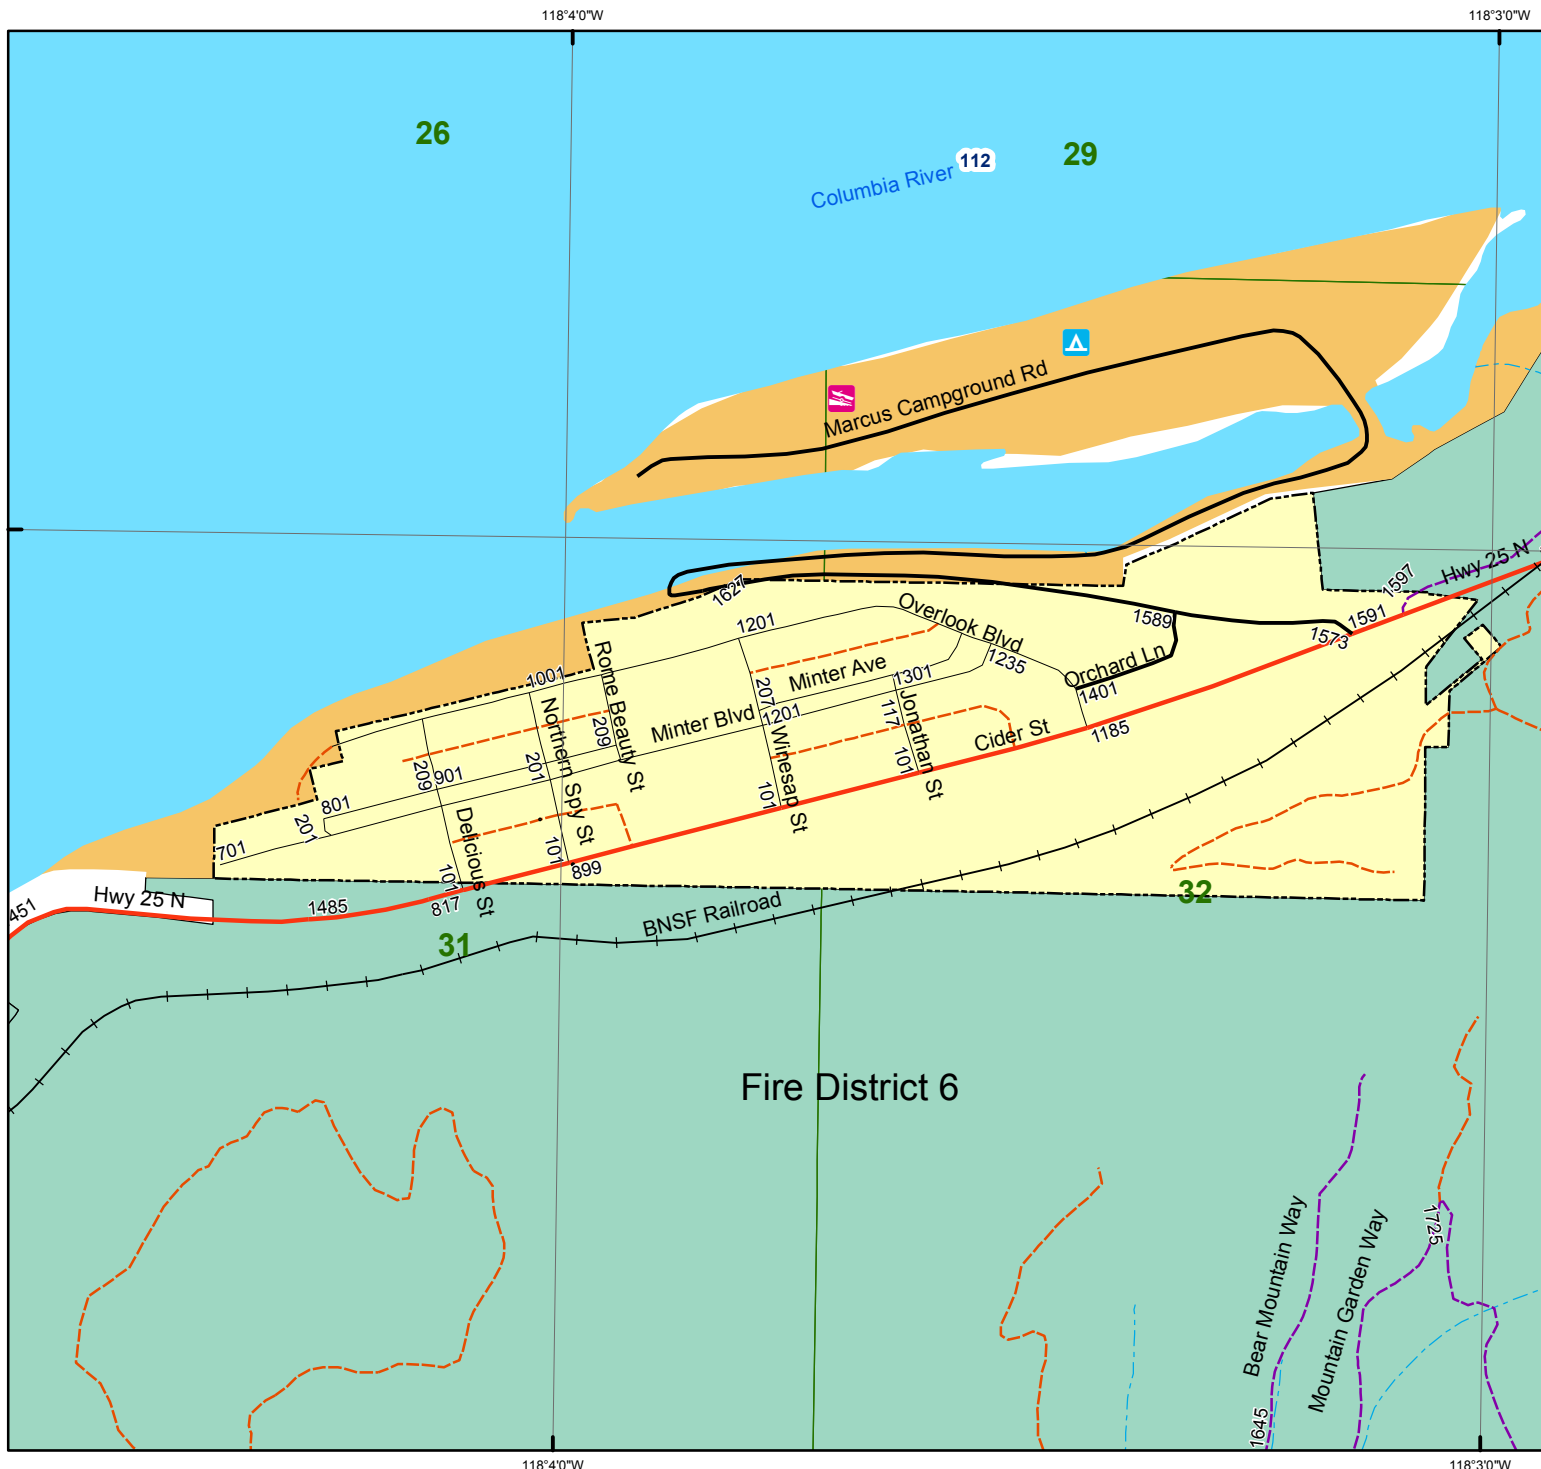 118°4'0"W
118°3'0"W
26
29
112
Columbia River
Marcus Campground Rd
Hwy 25 N
1597
1627
1591
1589
1573
Overlook Blvd
1201
1235
Orchard Ln
1401
Minter Ave
1301
Rome Beauty St
1001
207
Minter Blvd
1201
117
Jonathan St
Cider St
1185
Northern Spy St
209
Winesap St
101
209
901
201
101
801
201
Delicious St
701
101
899
101
Hwy 25 N
451
1485
817
BNSF Railroad
32
31
Fire District 6
1725
Bear Mountain Way
Mountain Garden Way
1645
118°4'0"W
118°3'0"W